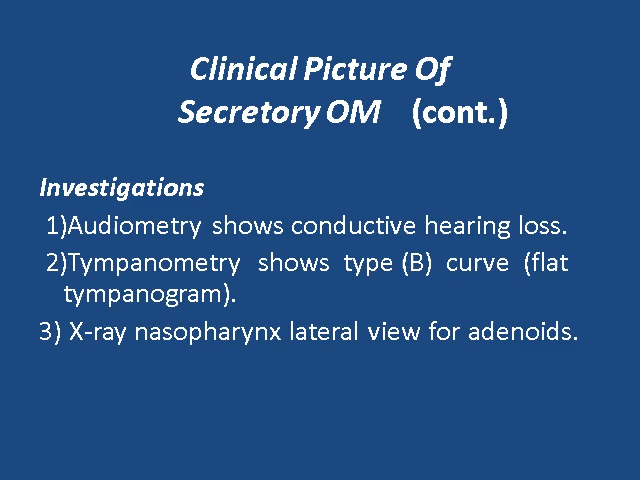 Clinical Picture Of
Secretory OM (cont.)
Investigations
1)Audiometry shows conductive hearing loss.
2)Tympanometry shows type (B) curve (flat
tympanogram).
3) X-ray nasopharynx lateral view for adenoids.